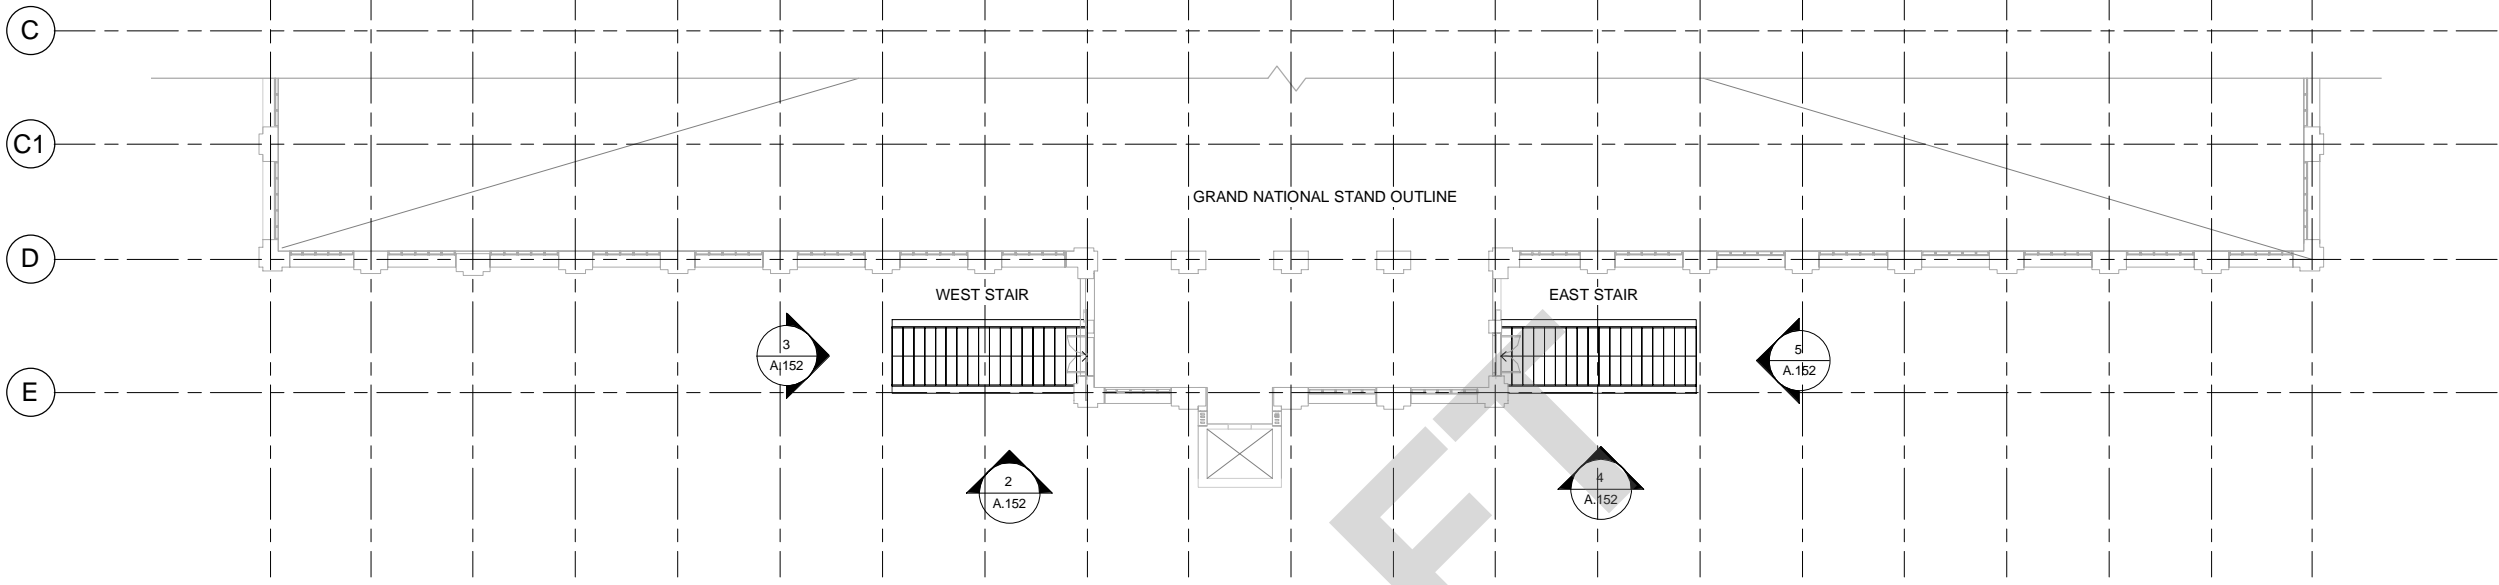 C
C1
GRAND NATIONAL STAND OUTLINE
D
WEST STAIR
EAST STAIR
3
A.152
5
A.152
E
2
A.152
4
A.152